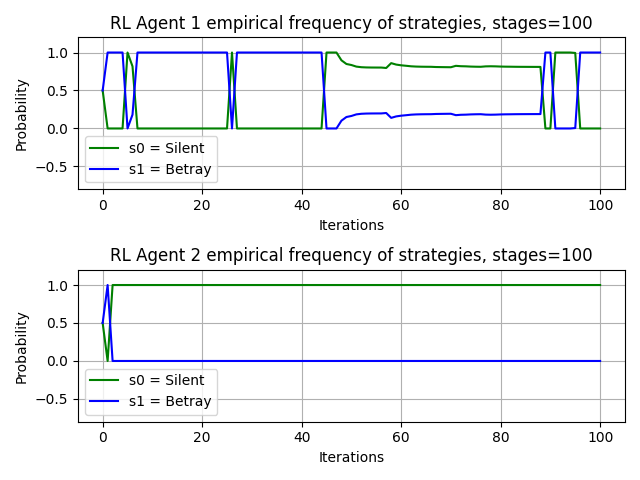 RL Agent 1 empirical frequency of strategies, stages=100
Probability
1.0
0.5
0.0
−0.5
s0 = Silent
s1 = Betray
0 20 40 60 80 100
Iterations
RL Agent 2 empirical frequency of strategies, stages=100
Probability
1.0
0.5
0.0
−0.5
s0 = Silent
s1 = Betray
0 20 40 60 80 100
Iterations